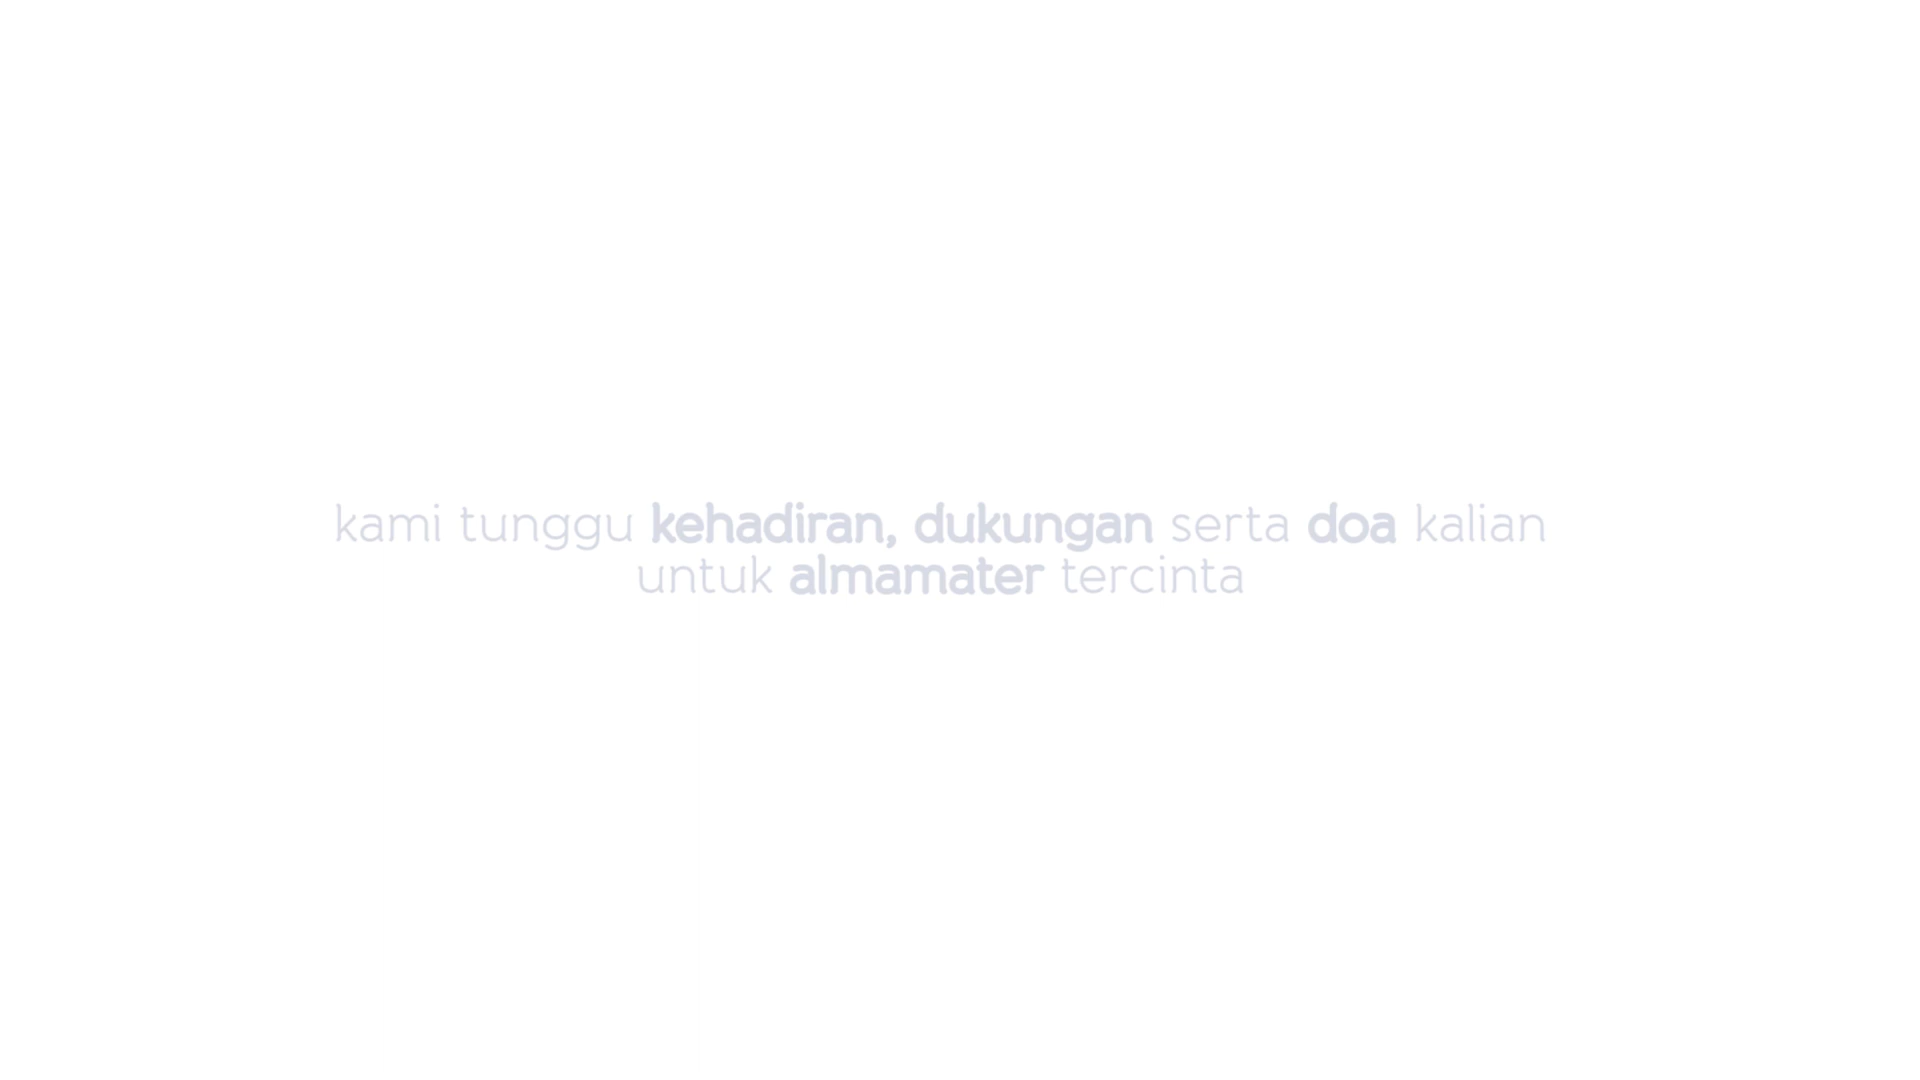 kami tunggu kehadiran, dukungan serta doa kalian
untuk almamater tercinta